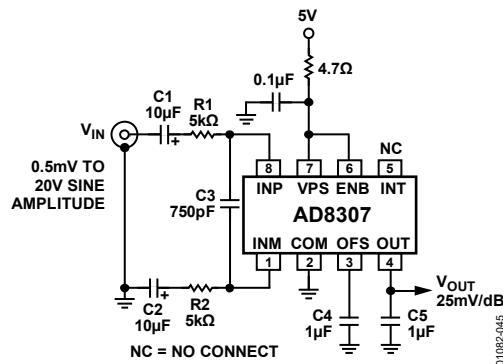 5V
4.7Ω
0.1µF
C1
10µF
R1
5kΩ
VIN
NC
8 7 6 5
INP VPS ENB INT
0.5mV TO
20V SINE
AMPLITUDE
C3
750pF
AD8307
INM COM OFS OUT
1 2 3 4
VOUT
25mV/dB
C2
10µF
R2
5kΩ
C4
1µF
C5
1µF
NC = NO CONNECT
01082-045